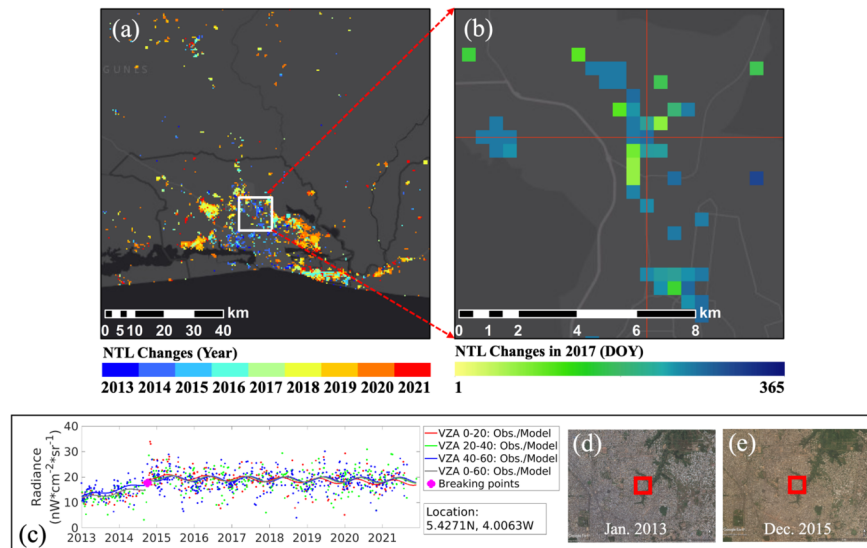 (a)
GUNES
km
0 5 10 20 30 40
NTL Changes (Year)
2013 2014 2015 2016 2017 2018 2019 2020 2021
(b)
km
0 1 2 4 6 8
NTL Changes in 2017 (DOY)
1 365
Radiance
nW*cm⁻²*sr⁻¹)
40
30
20
10
0
2013 2014 2015 2016 2017 2018 2019 2020 2021
(c)
VZA 0-20: Obs./Model
VZA 20-40: Obs./Model
VZA 40-60: Obs./Model
VZA 0-60: Obs./Model
Breaking points
Location:
5.4271N, 4.0063W
(d)
Jan. 2013
(e)
Dec. 2015